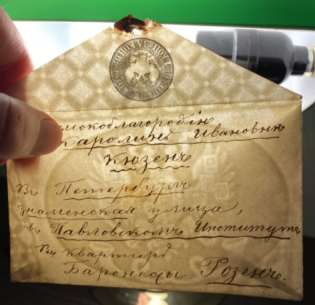 Высокоблагородію
Каролинѣ Ивановнѣ
Кюзенъ
Въ Петербургъ
Знаменская улица,
въ Павловскомъ Институтѣ
въ квартирѣ
Баронессы Розенъ.